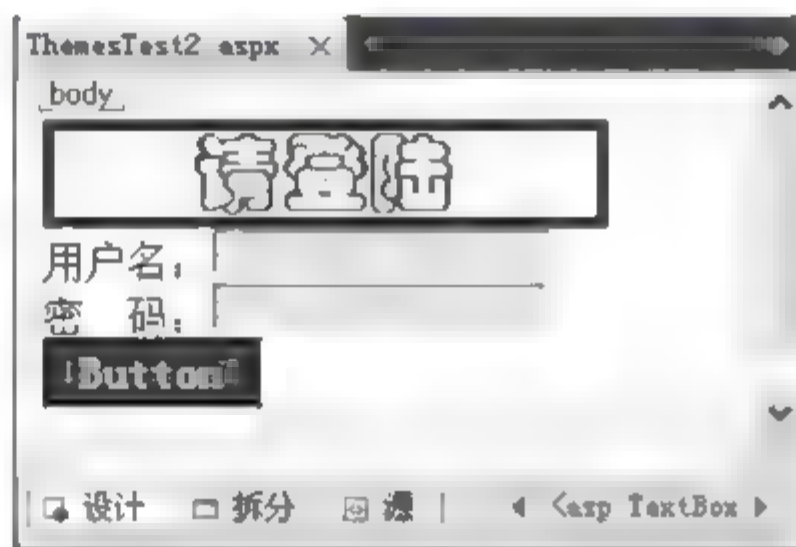 ThemesTest2 aspx ×
body
请登陆
用户名：
密 码：
Button
设计 拆分 源 <asp TextBox